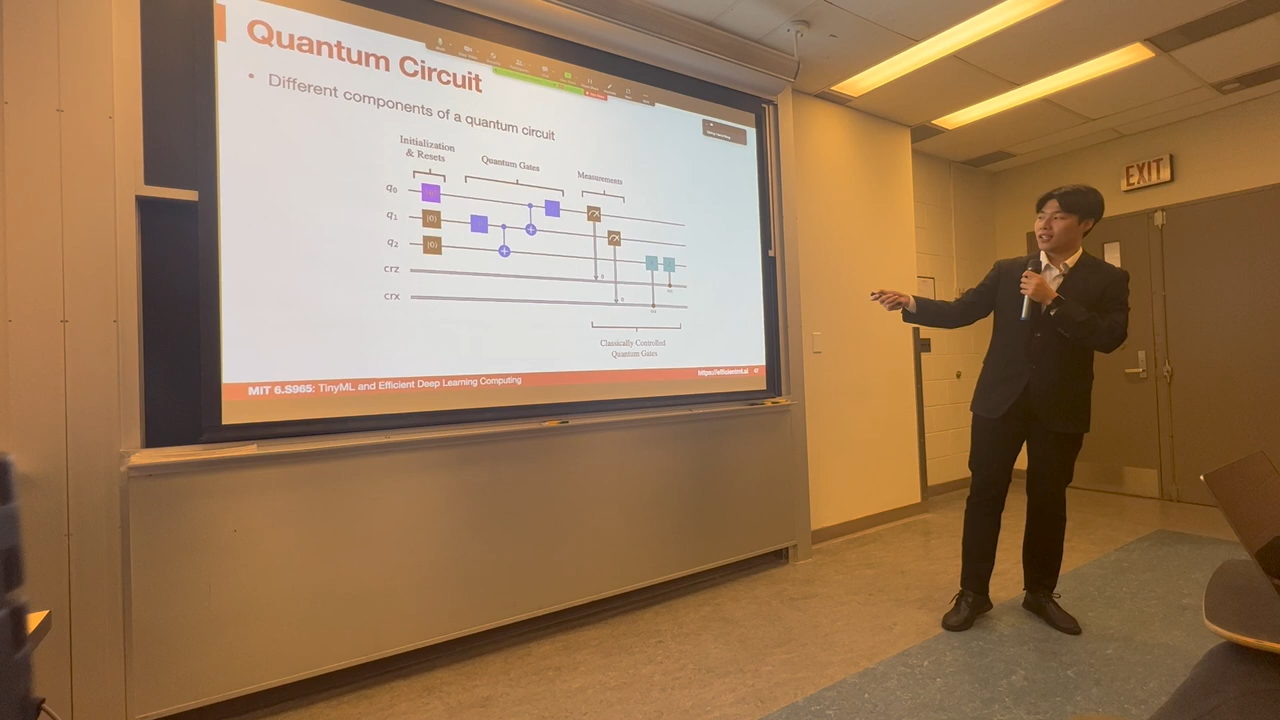 Quantum Circuit
• Different components of a quantum circuit
Initialization
& Resets
Quantum Gates
Measurements
q0
q1
|0⟩
q2
|0⟩
crz
crx
Classically Controlled
Quantum Gates
MIT 6.S965: TinyML and Efficient Deep Learning Computing
https://efficientml.ai
47
EXIT